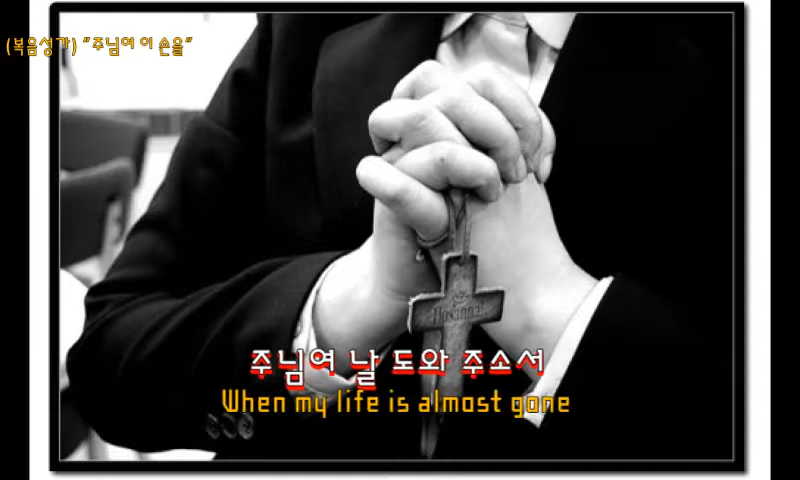 (복음성가) "주님여 이 손을"
Hosanna!
주님여 날 도와 주소서
When my life is almost gone